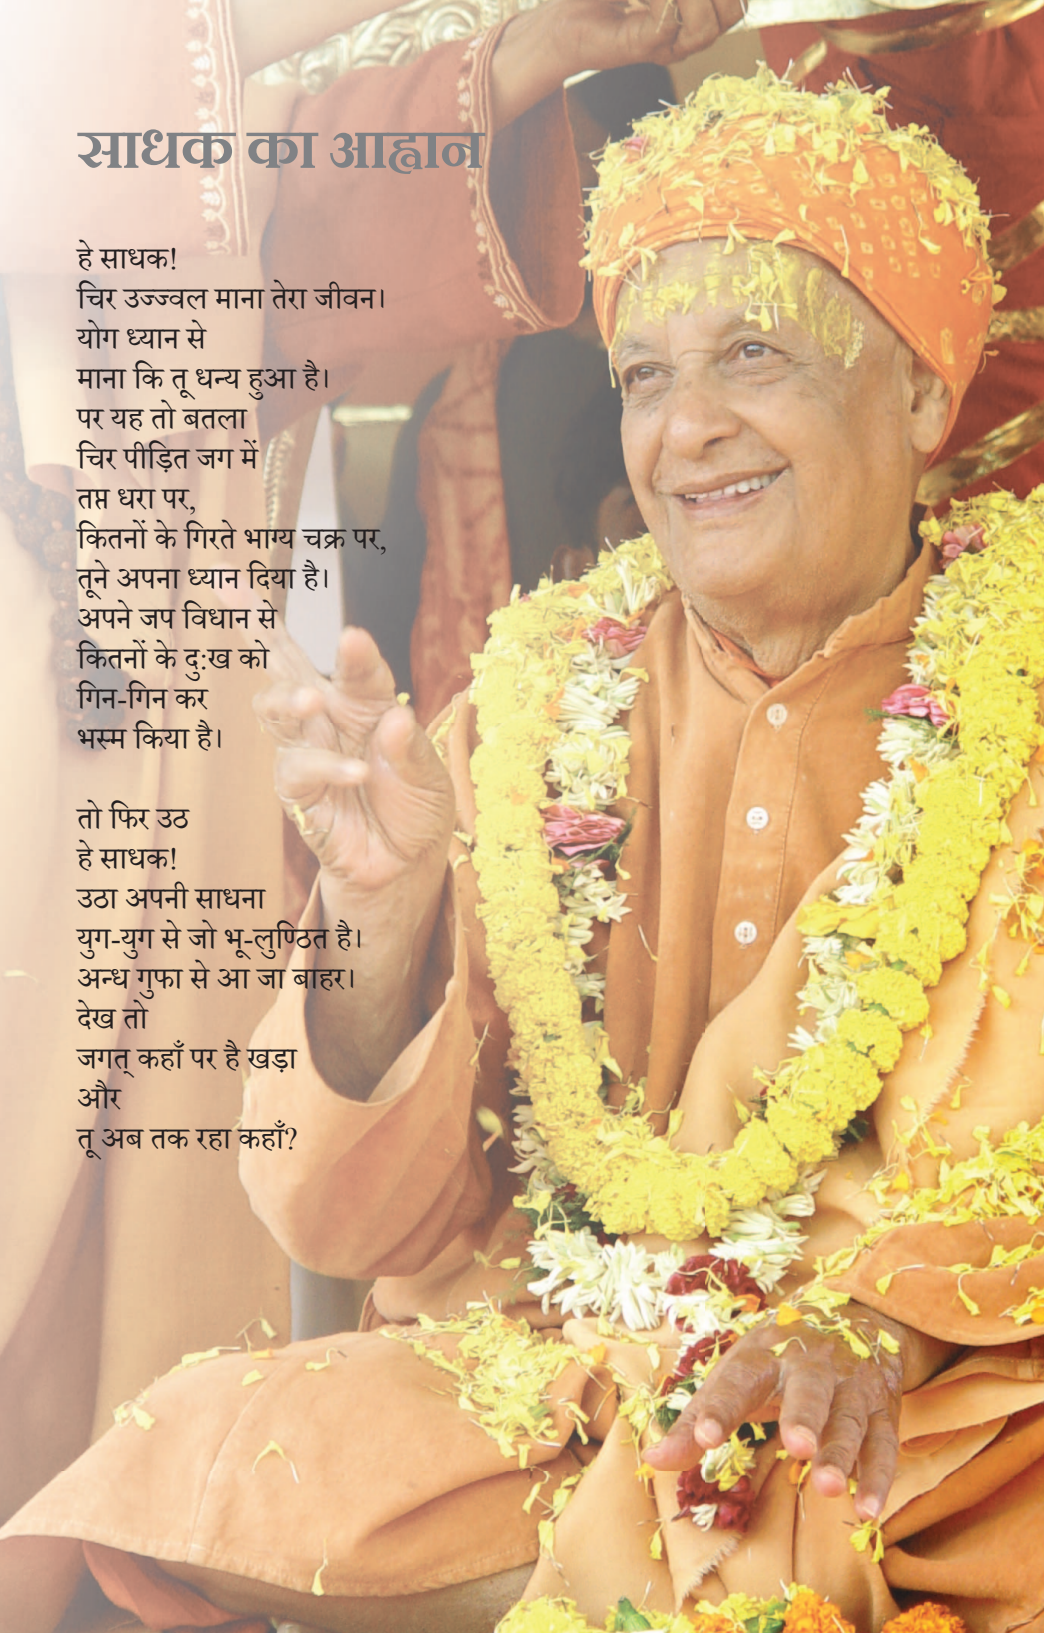 साधक का आह्वान
हे साधक!
चिर उज्ज्वल माना तेरा जीवन।
योग ध्यान से
माना कि तू धन्य हुआ है।
पर यह तो बतला
चिर पीड़ित जग में
तप्त धरा पर,
कितनों के गिरते भाग्य चक्र पर,
तूने अपना ध्यान दिया है।
अपने जप विधान से
कितनों के दुःख को
गिन-गिन कर
भस्म किया है।
तो फिर उठ
हे साधक!
उठा अपनी साधना
युग-युग से जो भू-लुण्ठित है।
अन्ध गुफा से आ जा बाहर।
देख तो
जगत् कहाँ पर है खड़ा
और
तू अब तक रहा कहाँ?